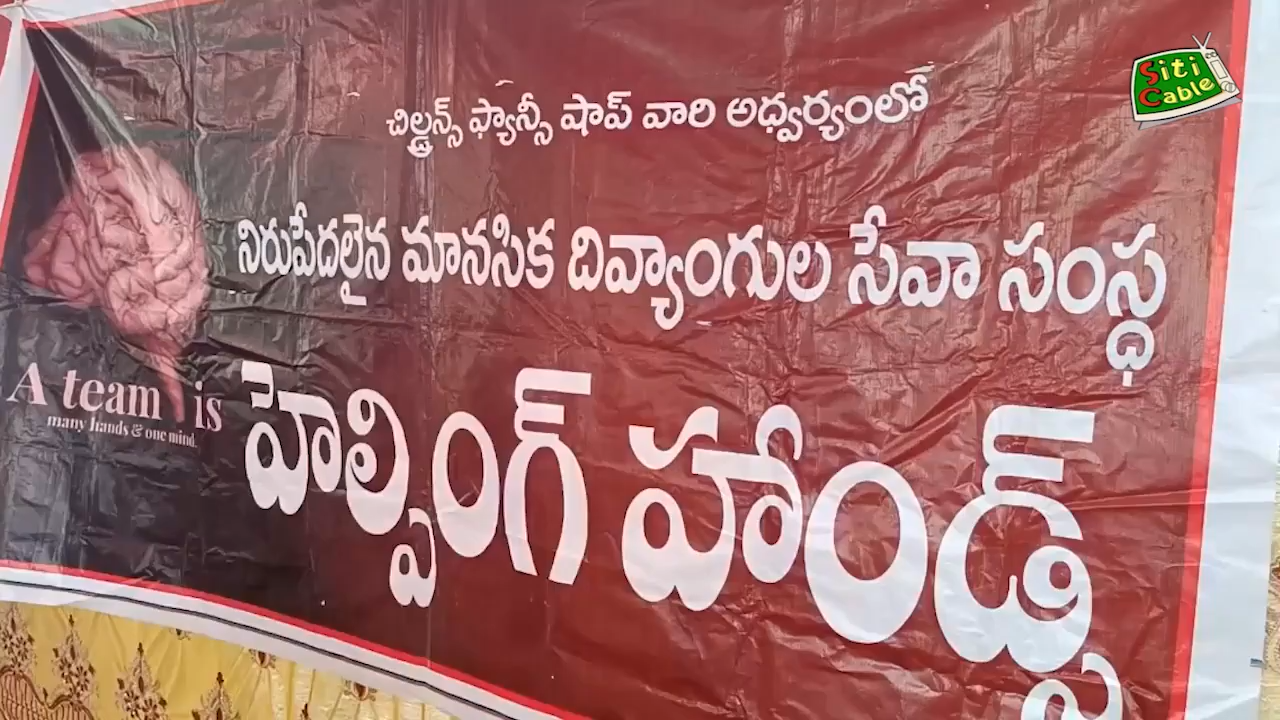 Siti
Cable
చిల్డ్రన్స్ ఫ్యాన్సీ షాప్ వారి అధ్వర్యంలో
నిరుపేదలైన మానసిక దివ్యాంగుల సేవా సంస్ధ
హెల్పింగ్ హాండ్స్
A team is
many hands & one mind.